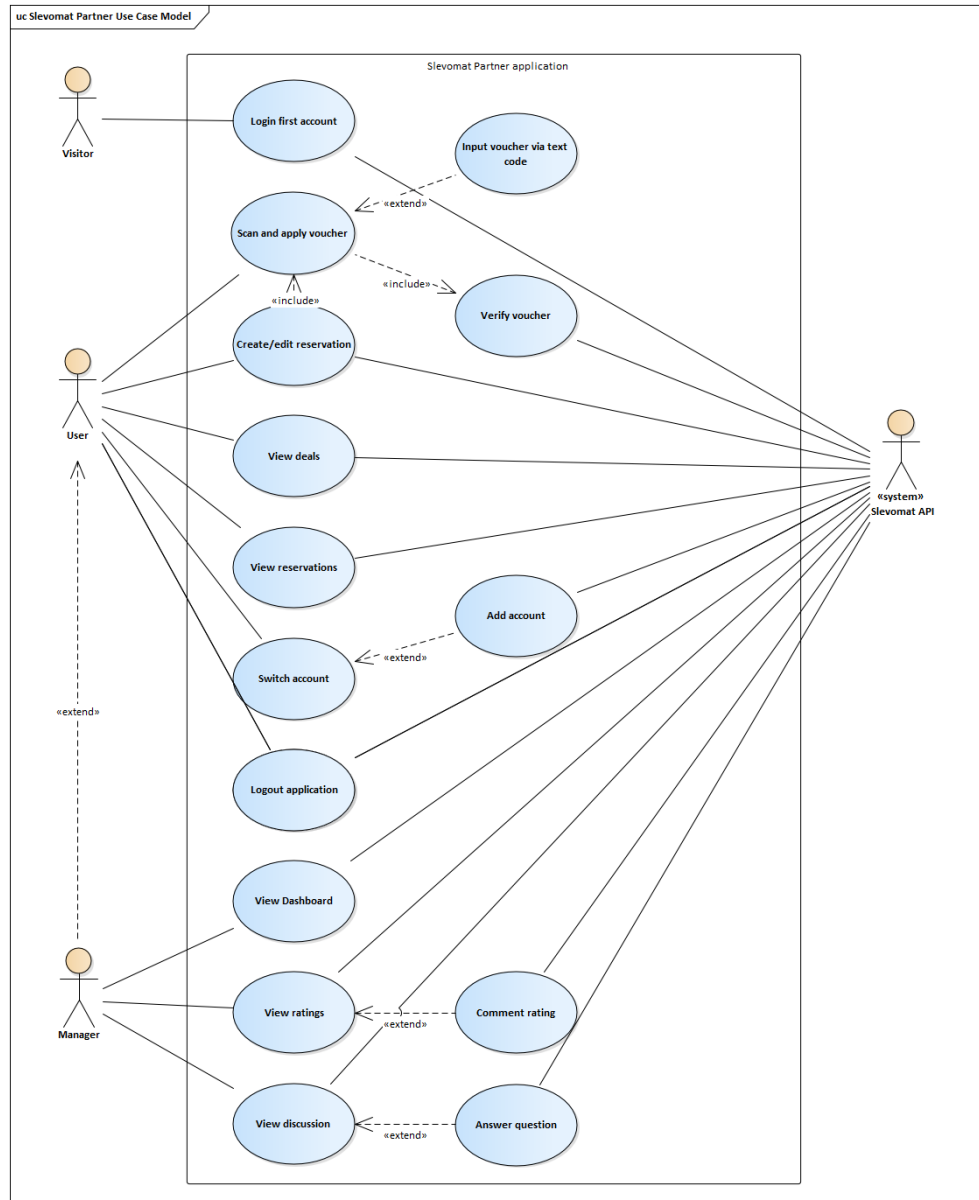 uc Slevomat Partner Use Case Model
Slevomat Partner application
Login first account
Visitor
Input voucher via text
code
«extend»
Scan and apply voucher
«include»
«include»
Verify voucher
Create/edit reservation
User
View deals
«system»
Slevomat API
View reservations
Add account
«extend»
Switch account
«extend»
Logout application
View Dashboard
View ratings
Comment rating
«extend»
Manager
View discussion
Answer question
«extend»